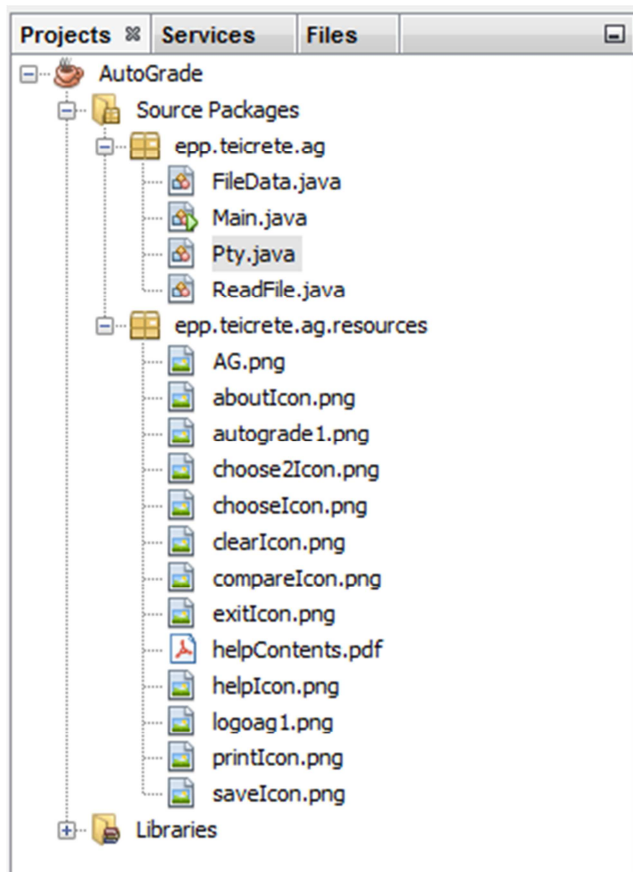 Projects Services Files
AutoGrade
Source Packages
epp.teicrete.ag
FileData.java
Main.java
Pty.java
ReadFile.java
epp.teicrete.ag.resources
AG.png
aboutIcon.png
autograde1.png
choose2Icon.png
chooseIcon.png
clearIcon.png
compareIcon.png
exitIcon.png
helpContents.pdf
helpIcon.png
logoag1.png
printIcon.png
saveIcon.png
Libraries